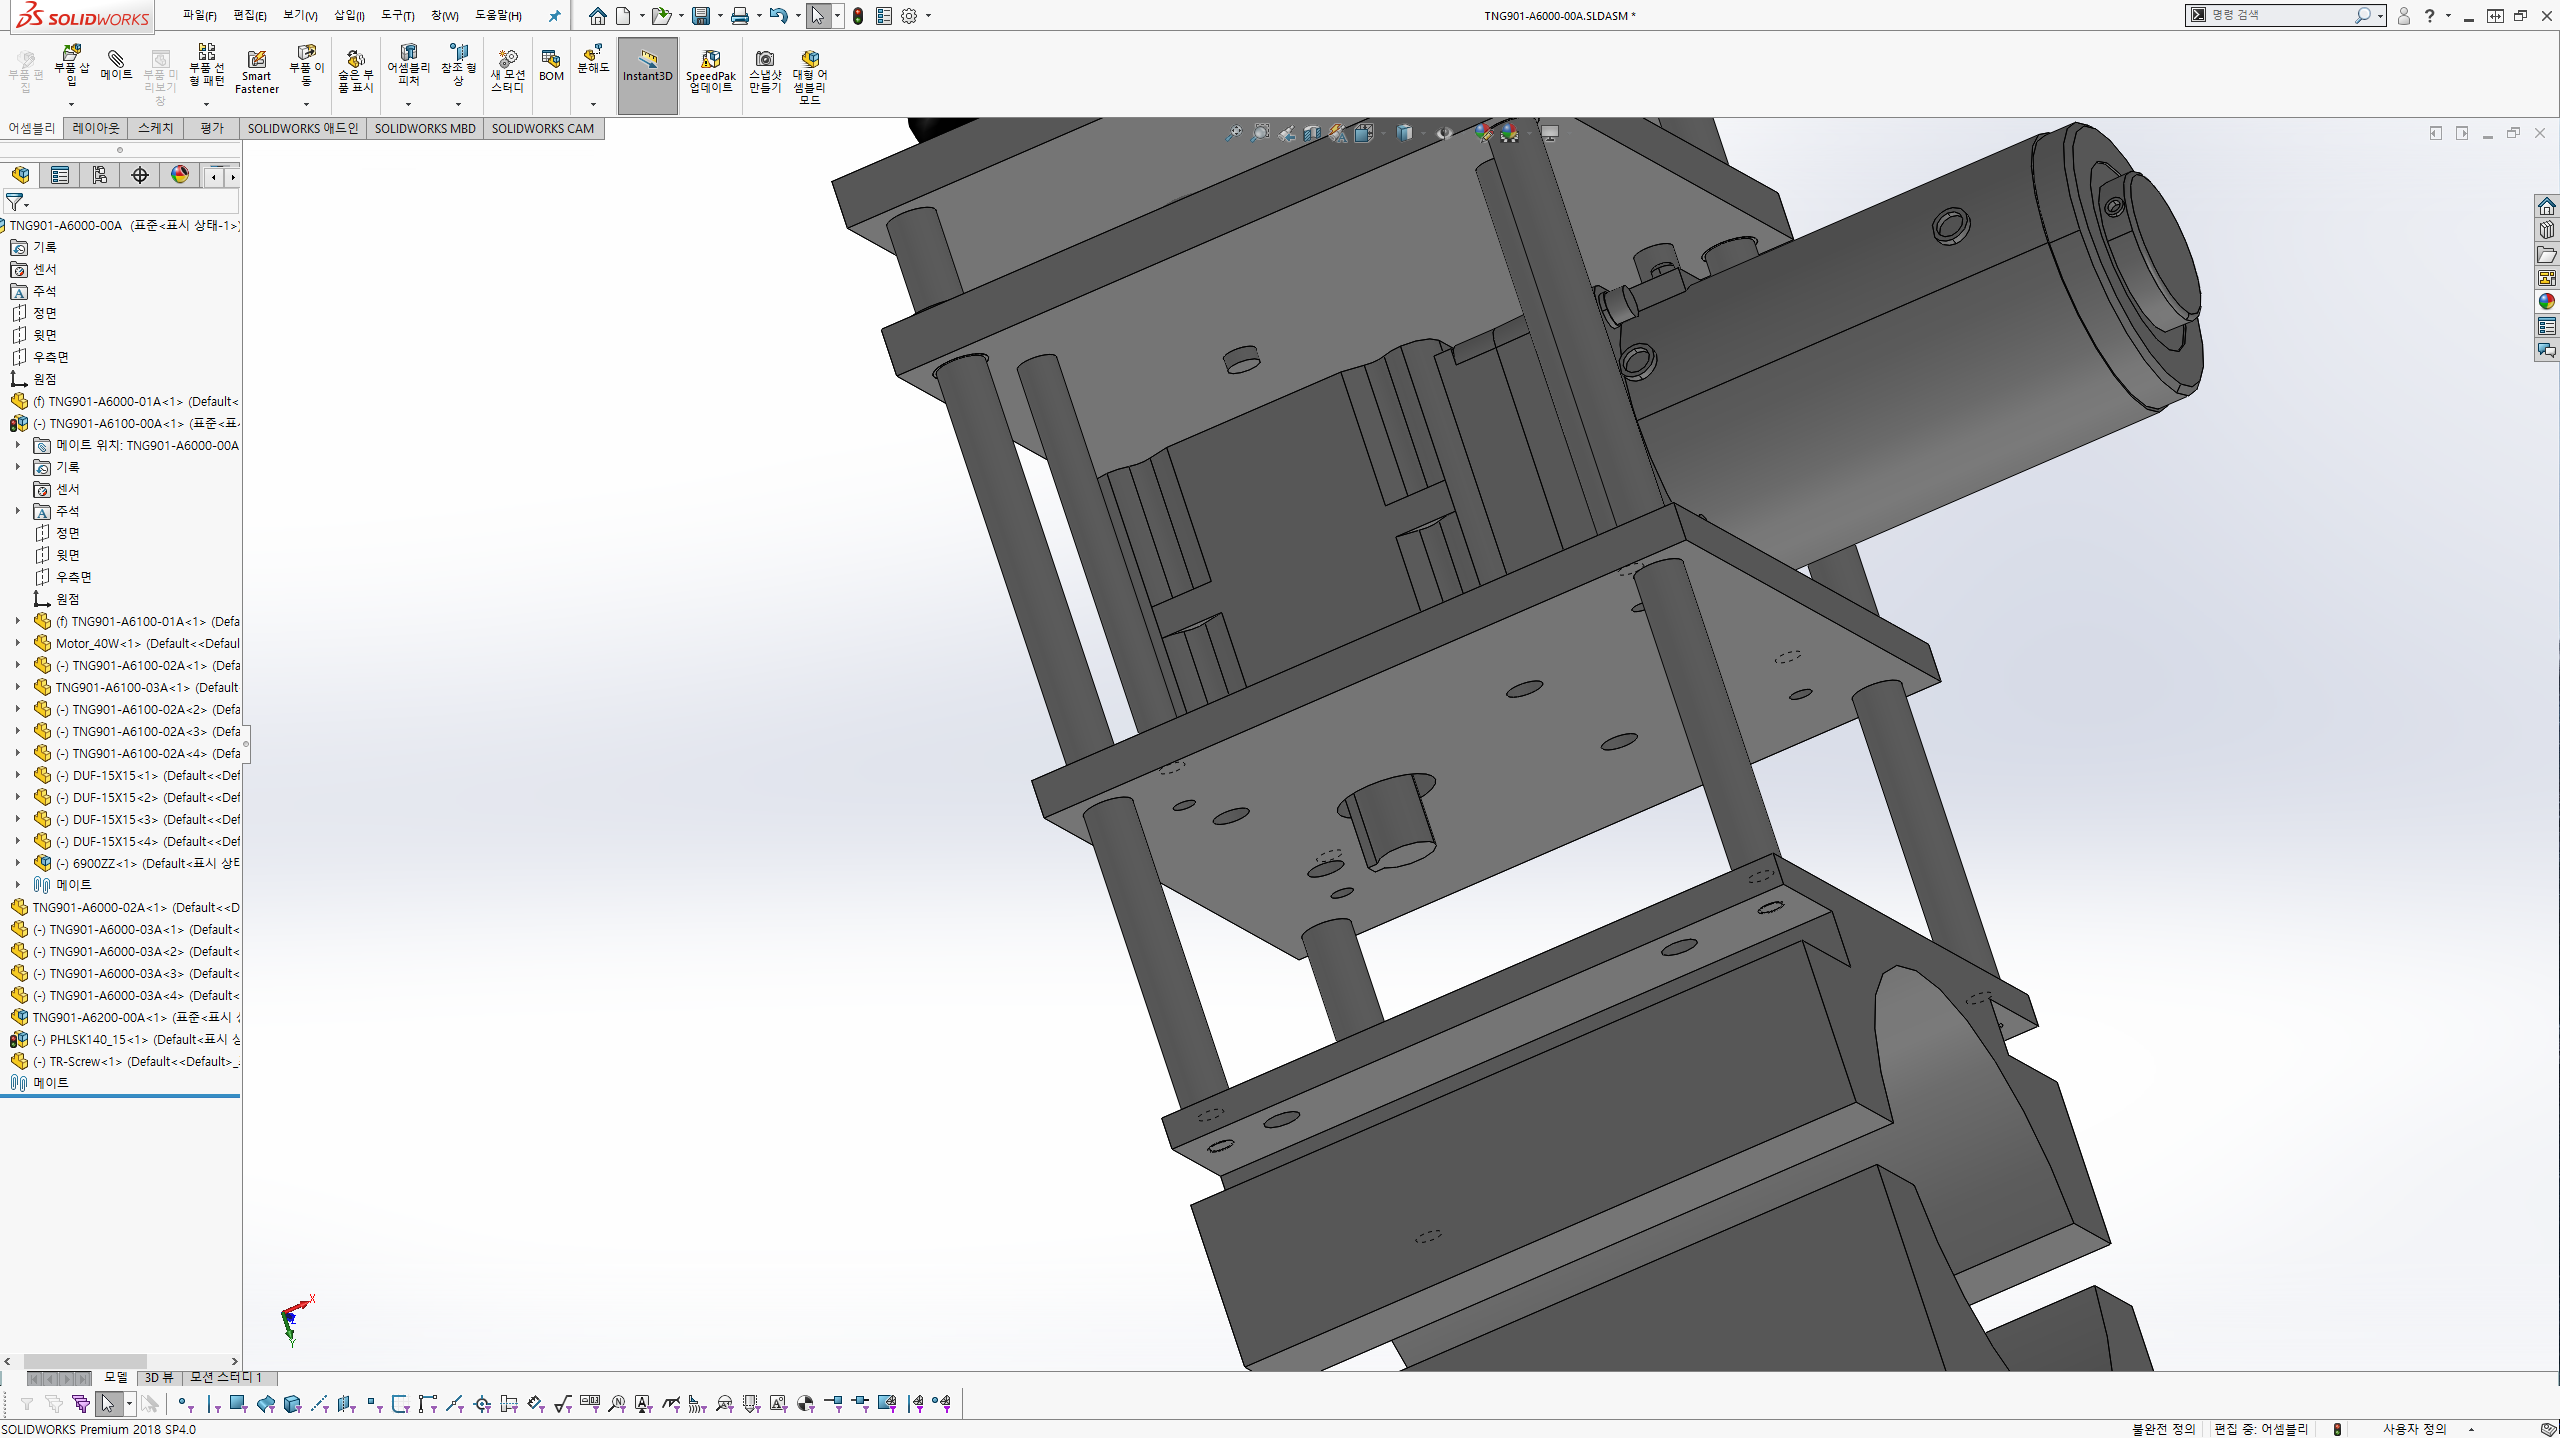 SOLIDWORKS
파일(F) 편집(E) 보기(V) 삽입(I) 도구(T) 창(W) 도움말(H)
TNG901-A6000-00A.SLDASM *
명령 검색
부품 편집
부품 삽입
메이트
부품 미리보기 창
부품 선형 패턴
Smart Fastener
부품 이동
숨은 부품 표시
어셈블리 피처
참조 형상
새 모션 스터디
BOM
분해도
Instant3D
SpeedPak 업데이트
스냅샷 만들기
대형 어셈블리 모드
어셈블리 레이아웃 스케치 평가 SOLIDWORKS 애드인 SOLIDWORKS MBD SOLIDWORKS CAM
TNG901-A6000-00A (표준<표시 상태-1>)
기록
센서
주석
정면
윗면
우측면
원점
(f) TNG901-A6000-01A<1> (Default<
(-) TNG901-A6100-00A<1> (표준<표
메이트 위치: TNG901-A6000-00A
기록
센서
주석
정면
윗면
우측면
원점
(f) TNG901-A6100-01A<1> (Defa
Motor_40W<1> (Default<<Defaul
(-) TNG901-A6100-02A<1> (Defa
TNG901-A6100-03A<1> (Default
(-) TNG901-A6100-02A<2> (Defa
(-) TNG901-A6100-02A<3> (Defa
(-) TNG901-A6100-02A<4> (Defa
(-) DUF-15X15<1> (Default<<Def
(-) DUF-15X15<2> (Default<<Def
(-) DUF-15X15<3> (Default<<Def
(-) DUF-15X15<4> (Default<<Def
(-) 6900ZZ<1> (Default<표시 상태
메이트
TNG901-A6000-02A<1> (Default<<D
(-) TNG901-A6000-03A<1> (Default<
(-) TNG901-A6000-03A<2> (Default<
(-) TNG901-A6000-03A<3> (Default<
(-) TNG901-A6000-03A<4> (Default<
TNG901-A6200-00A<1> (표준<표시 
(-) PHLSK140_15<1> (Default<표시 상
(-) TR-Screw<1> (Default<<Default>_
메이트
X
Y
모델 3D 뷰 모션 스터디 1
SOLIDWORKS Premium 2018 SP4.0
불완전 정의 편집 중: 어셈블리 사용자 정의